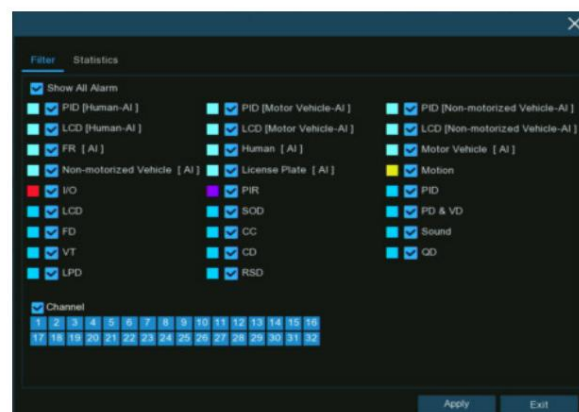 Filter Statistics
Show All Alarm
PID [Human-AI ] PID [Motor Vehicle-AI ] PID [Non-motorized Vehicle-AI ]
LCD [Human-AI ] LCD [Motor Vehicle-AI ] LCD [Non-motorized Vehicle-AI ]
FR [ AI ] Human [ AI ] Motor Vehicle [ AI ]
Non-motorized Vehicle [ AI ] License Plate [ AI ] Motion
I/O PIR PID
LCD SOD PD & VD
FD CC Sound
VT CD QD
LPD RSD
Channel
1 2 3 4 5 6 7 8 9 10 11 12 13 14 15 16
17 18 19 20 21 22 23 24 25 26 27 28 29 30 31 32
Apply Exit